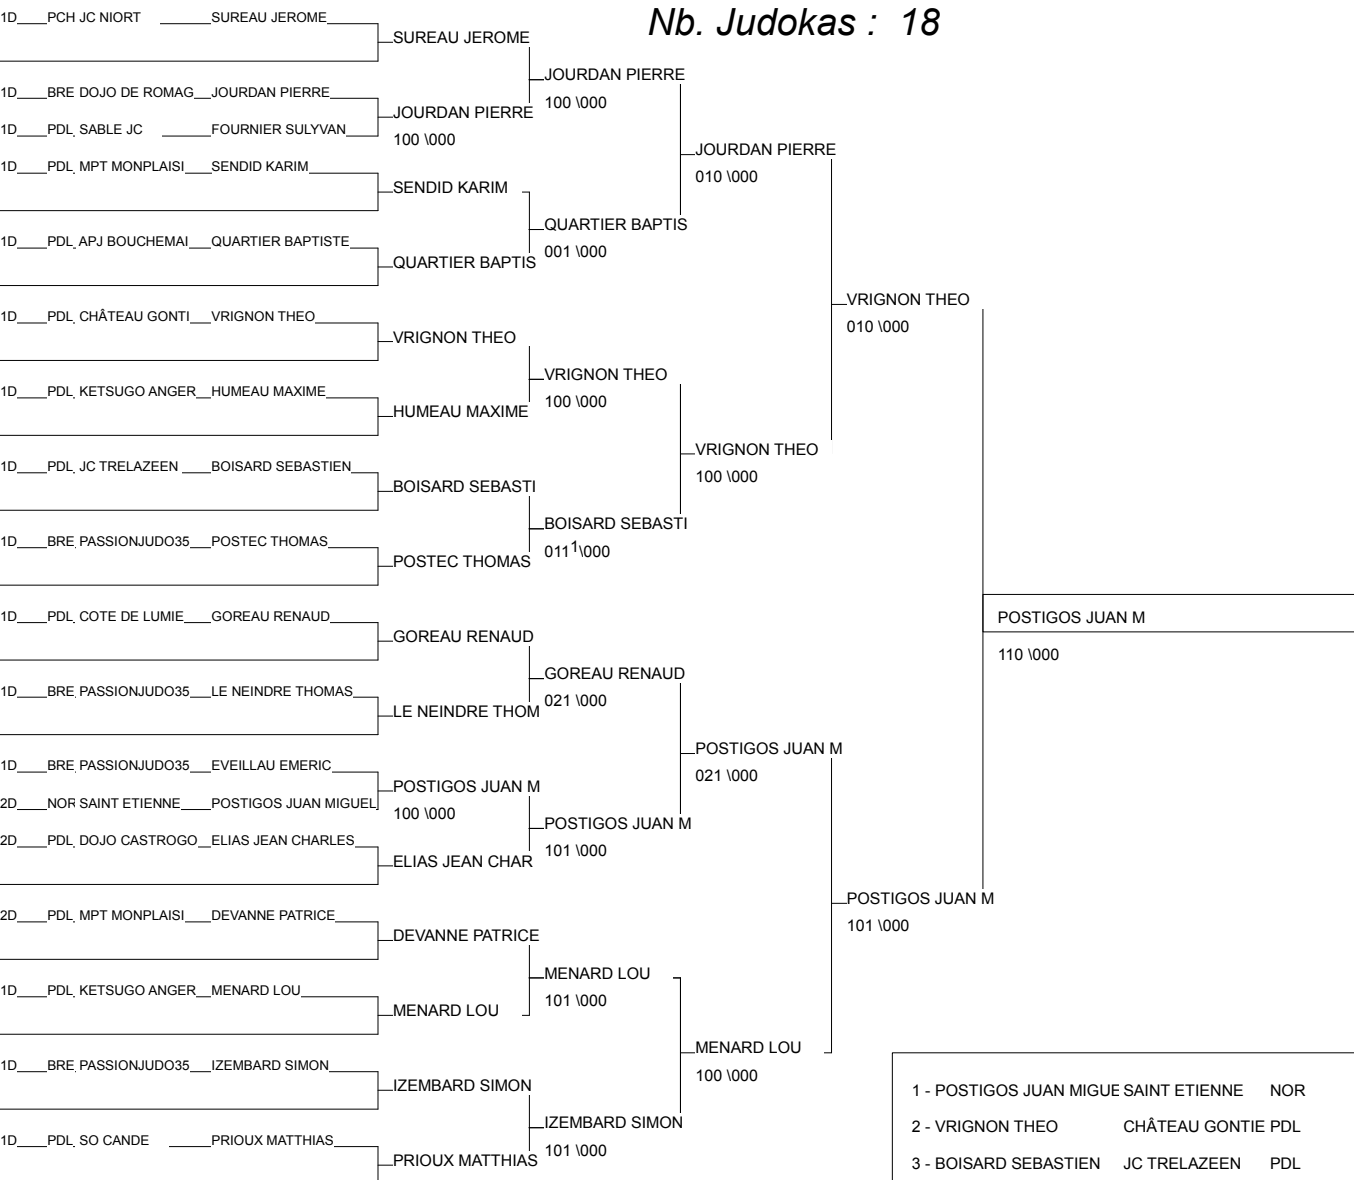 Nb. Judokas : 18
1D PCH JC NIORT SUREAU JEROME
1D BRE DOJO DE ROMAG JOURDAN PIERRE
1D PDL SABLE JC FOURNIER SULYVAN
1D PDL MPT MONPLAISI SENDID KARIM
1D PDL APJ BOUCHEMAI QUARTIER BAPTISTE
1D PDL CHÂTEAU GONTI VRIGNON THEO
1D PDL KETSUGO ANGER HUMEAU MAXIME
1D PDL JC TRELAZEEN BOISARD SEBASTIEN
1D BRE PASSIONJUDO35 POSTEC THOMAS
1D PDL COTE DE LUMIE GOREAU RENAUD
1D BRE PASSIONJUDO35 LE NEINDRE THOMAS
1D BRE PASSIONJUDO35 EVEILLAU EMERIC
2D NOR SAINT ETIENNE POSTIGOS JUAN MIGUEL
2D PDL DOJO CASTROGO ELIAS JEAN CHARLES
2D PDL MPT MONPLAISI DEVANNE PATRICE
1D PDL KETSUGO ANGER MENARD LOU
1D BRE PASSIONJUDO35 IZEMBARD SIMON
1D PDL SO CANDE PRIOUX MATTHIAS
SUREAU JEROME
JOURDAN PIERRE
100 \000
SENDID KARIM
QUARTIER BAPTIS
VRIGNON THEO
HUMEAU MAXIME
BOISARD SEBASTI
POSTEC THOMAS
GOREAU RENAUD
LE NEINDRE THOM
POSTIGOS JUAN M
100 \000
ELIAS JEAN CHAR
DEVANNE PATRICE
MENARD LOU
IZEMBARD SIMON
PRIOUX MATTHIAS
JOURDAN PIERRE
100 \000
QUARTIER BAPTIS
001 \000
VRIGNON THEO
100 \000
BOISARD SEBASTI
011 1\000
GOREAU RENAUD
021 \000
POSTIGOS JUAN M
101 \000
MENARD LOU
101 \000
IZEMBARD SIMON
101 \000
JOURDAN PIERRE
010 \000
VRIGNON THEO
100 \000
POSTIGOS JUAN M
021 \000
MENARD LOU
100 \000
VRIGNON THEO
010 \000
POSTIGOS JUAN M
101 \000
POSTIGOS JUAN M
110 \000
1 - POSTIGOS JUAN MIGUE SAINT ETIENNE NOR
2 - VRIGNON THEO CHÂTEAU GONTIE PDL
3 - BOISARD SEBASTIEN JC TRELAZEEN PDL